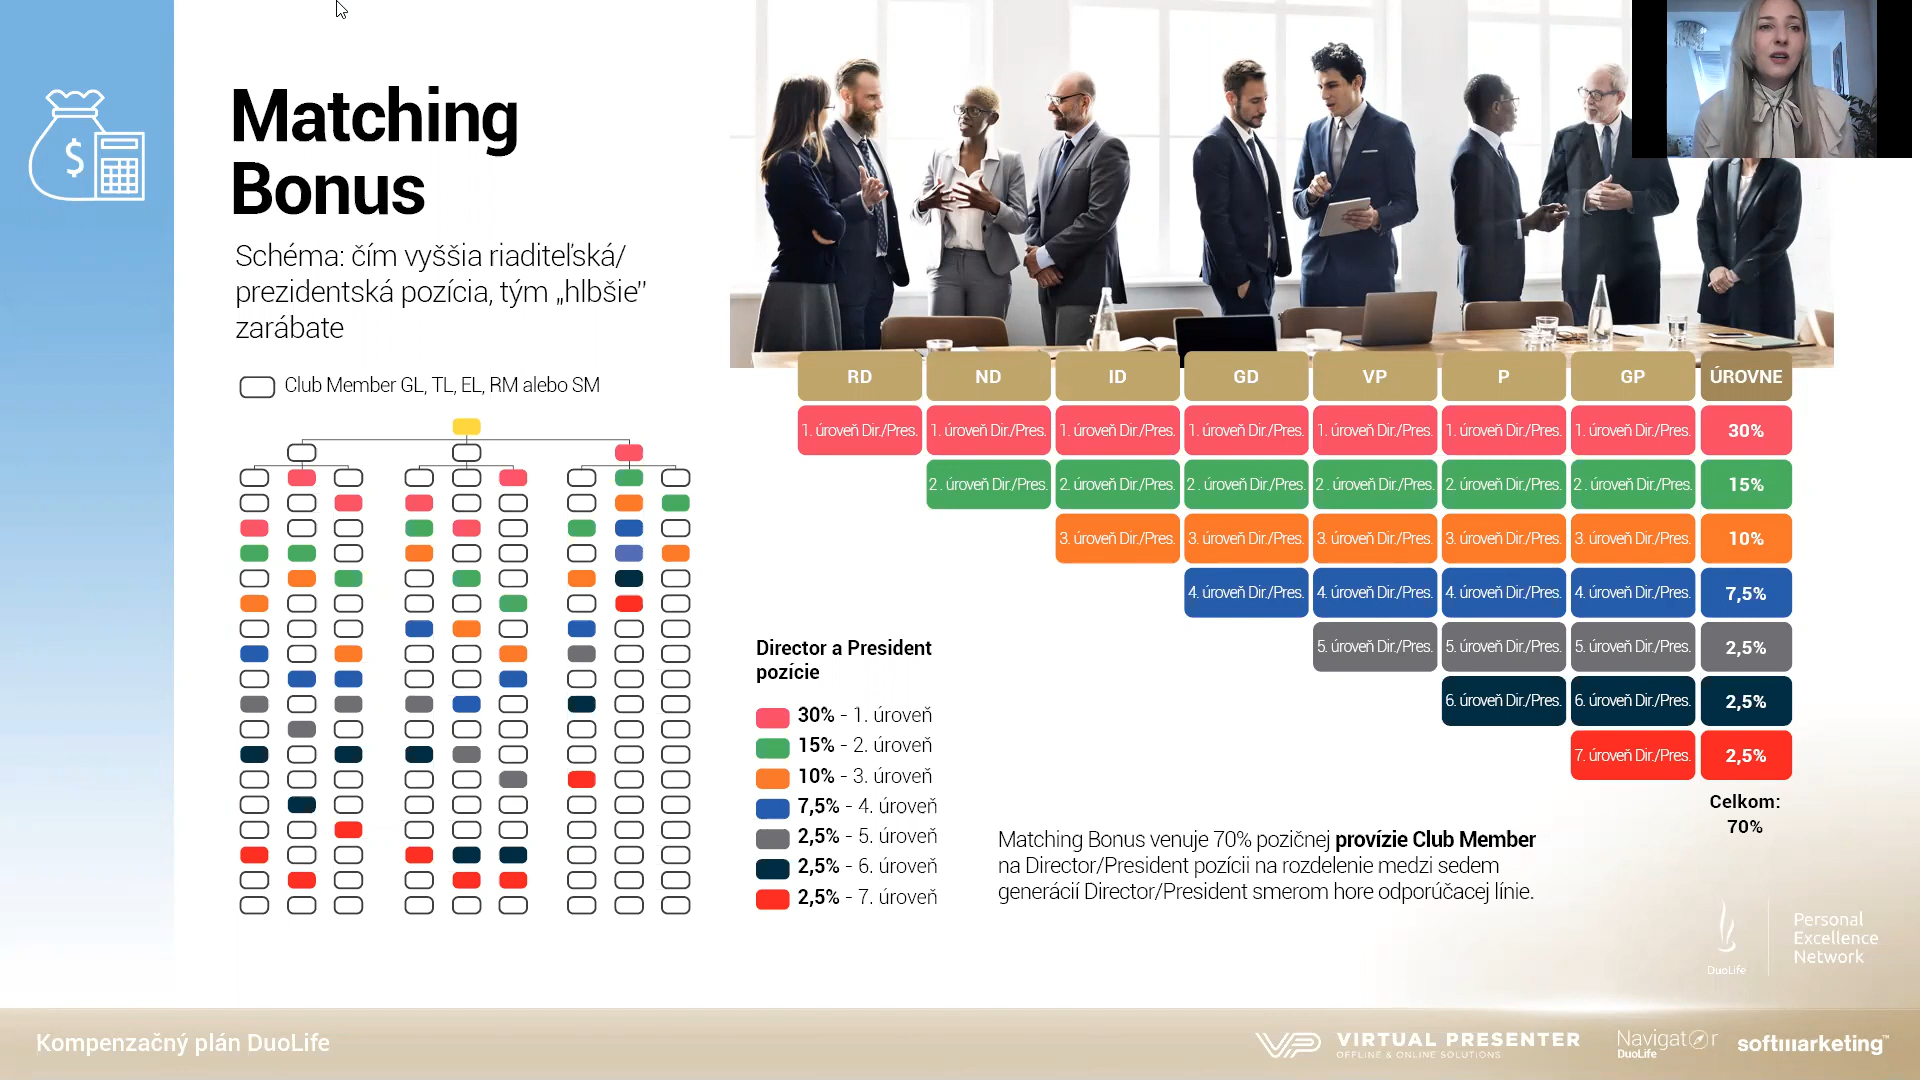 Matching
Bonus
Schéma: čím vyššia riaditeľská/
prezidentská pozícia, tým „hlbšie"
zarábate
Club Member GL, TL, EL, RM alebo SM
RD ND ID GD VP P GP ÚROVNE
1. úroveň Dir./Pres. 1. úroveň Dir./Pres. 1. úroveň Dir./Pres. 1. úroveň Dir./Pres. 1. úroveň Dir./Pres. 1. úroveň Dir./Pres. 1. úroveň Dir./Pres. 30%
2 . úroveň Dir./Pres. 2. úroveň Dir./Pres. 2 . úroveň Dir./Pres. 2 . úroveň Dir./Pres. 2. úroveň Dir./Pres. 2 . úroveň Dir./Pres. 15%
3. úroveň Dir./Pres. 3. úroveň Dir./Pres. 3. úroveň Dir./Pres. 3. úroveň Dir./Pres. 3. úroveň Dir./Pres. 10%
4. úroveň Dir./Pres. 4. úroveň Dir./Pres. 4. úroveň Dir./Pres. 4. úroveň Dir./Pres. 7,5%
5. úroveň Dir./Pres. 5. úroveň Dir./Pres. 5. úroveň Dir./Pres. 2,5%
6. úroveň Dir./Pres. 6. úroveň Dir./Pres. 2,5%
7. úroveň Dir./Pres. 2,5%
Celkom:
70%
Director a President
pozície
30% - 1. úroveň
15% - 2. úroveň
10% - 3. úroveň
7,5% - 4. úroveň
2,5% - 5. úroveň
2,5% - 6. úroveň
2,5% - 7. úroveň
Matching Bonus venuje 70% pozičnej provízie Club Member
na Director/President pozícii na rozdelenie medzi sedem
generácií Director/President smerom hore odporúčacej línie.
DuoLife
Personal
Excellence
Network
Kompenzačný plán DuoLife
VP VIRTUAL PRESENTER
OFFLINE & ONLINE SOLUTIONS
Navigator
DuoLife
softmarketing™